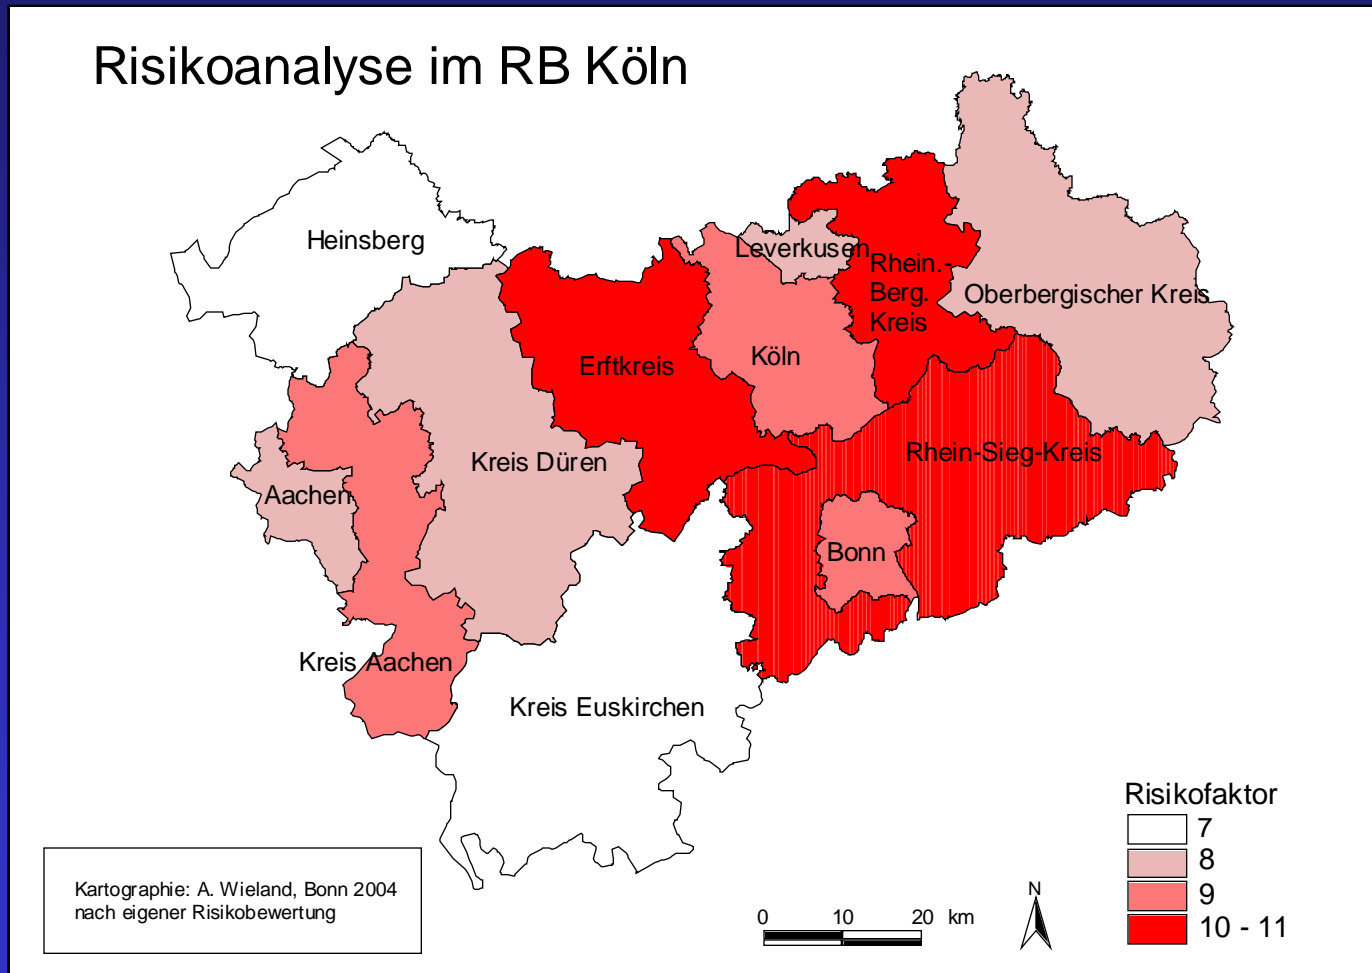 Risikoanalyse im RB Köln
Heinsberg
Leverkusen
Rhein.-
Berg.
Kreis
Oberbergischer Kreis
Erftkreis
Köln
Kreis Düren
Rhein-Sieg-Kreis
Aachen
Bonn
Kreis Aachen
Kreis Euskirchen
Risikofaktor
7
8
9
10 - 11
Kartographie: A. Wieland, Bonn 2004
nach eigener Risikobewertung
0 10 20 km
N